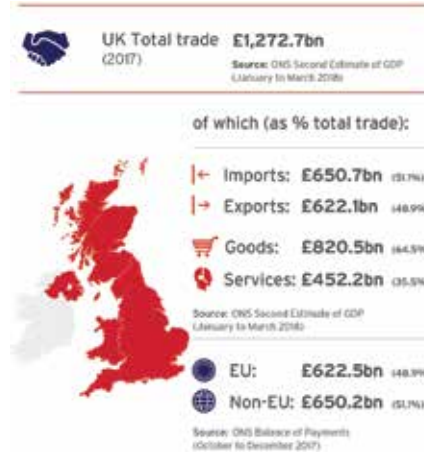 UK Total trade £1,272.7bn
(2017)
Source: ONS Second Estimate of GDP
(January to March 2018)
of which (as % total trade):
Imports: £650.7bn (51.1%)
Exports: £622.1bn (48.9%)
Goods: £820.5bn (64.5%
Services: £452.2bn (35.5%
Source: ONS Second Estimate of GDP
(January to March 2018)
EU: £622.5bn (48.9%
Non-EU: £650.2bn (51.1%)
Source: ONS Balance of Payments
(October to December 2017)